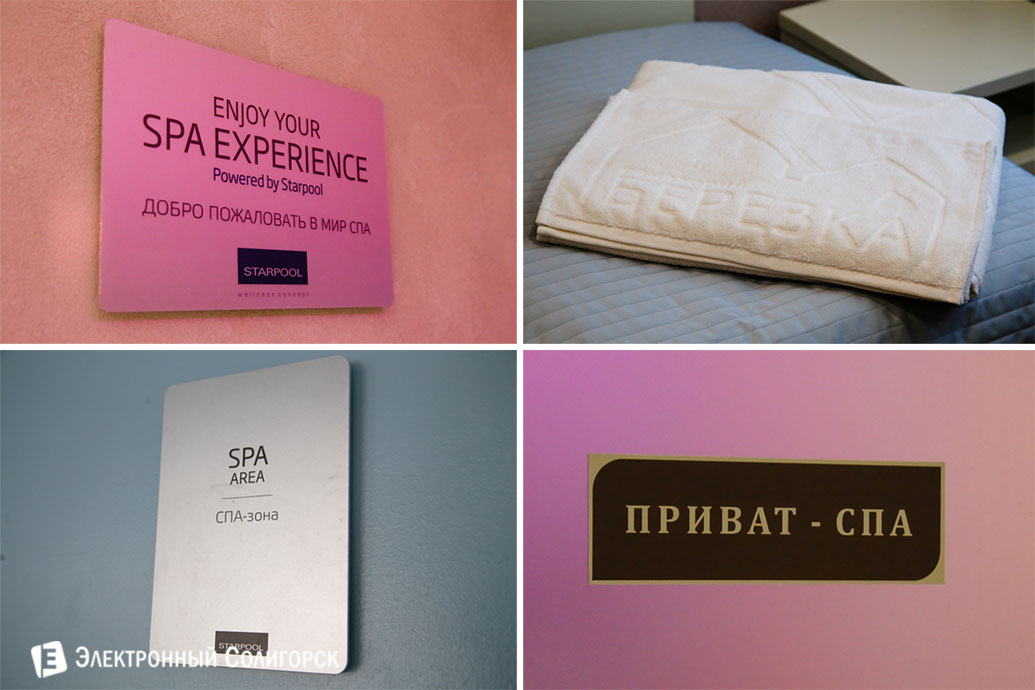 ENJOY YOUR
SPA EXPERIENCE
Powered by Starpool
ДОБРО ПОЖАЛОВАТЬ В МИР СПА
STARPOOL
wellness concept
БЕРЕЗКА
SPA
AREA
СПА-зона
STARPOOL
Электронный Солигорск
ПРИВАТ - СПА